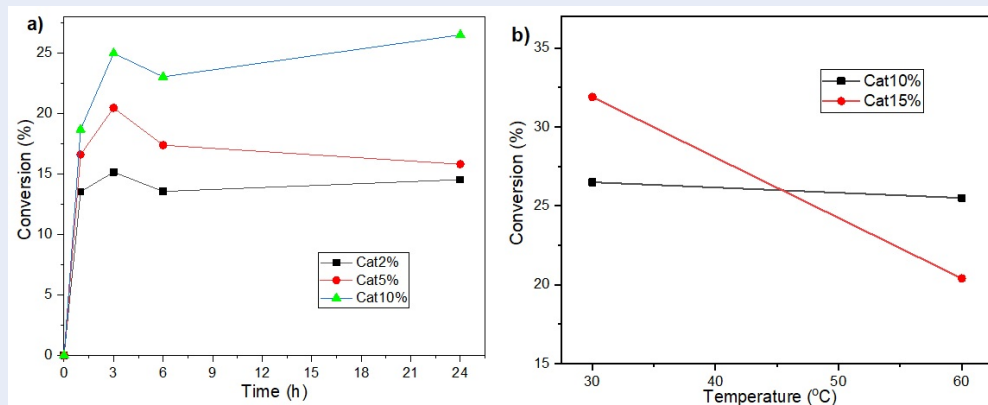 a)
Conversion (%)
25
20
15
10
5
0
0 3 6 9 12 15 18 21 24
Time (h)
Cat2%
Cat5%
Cat10%
b)
Conversion (%)
35
30
25
20
15
30 40 50 60
Temperature (°C)
Cat10%
Cat15%